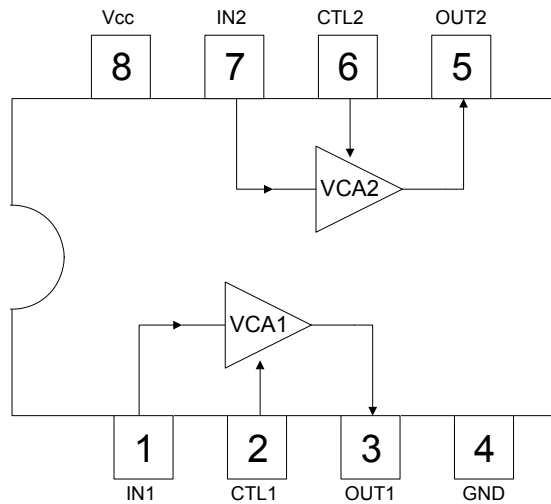 Vcc IN2 CTL2 OUT2
8 7 6 5
VCA2
VCA1
1 2 3 4
IN1 CTL1 OUT1 GND